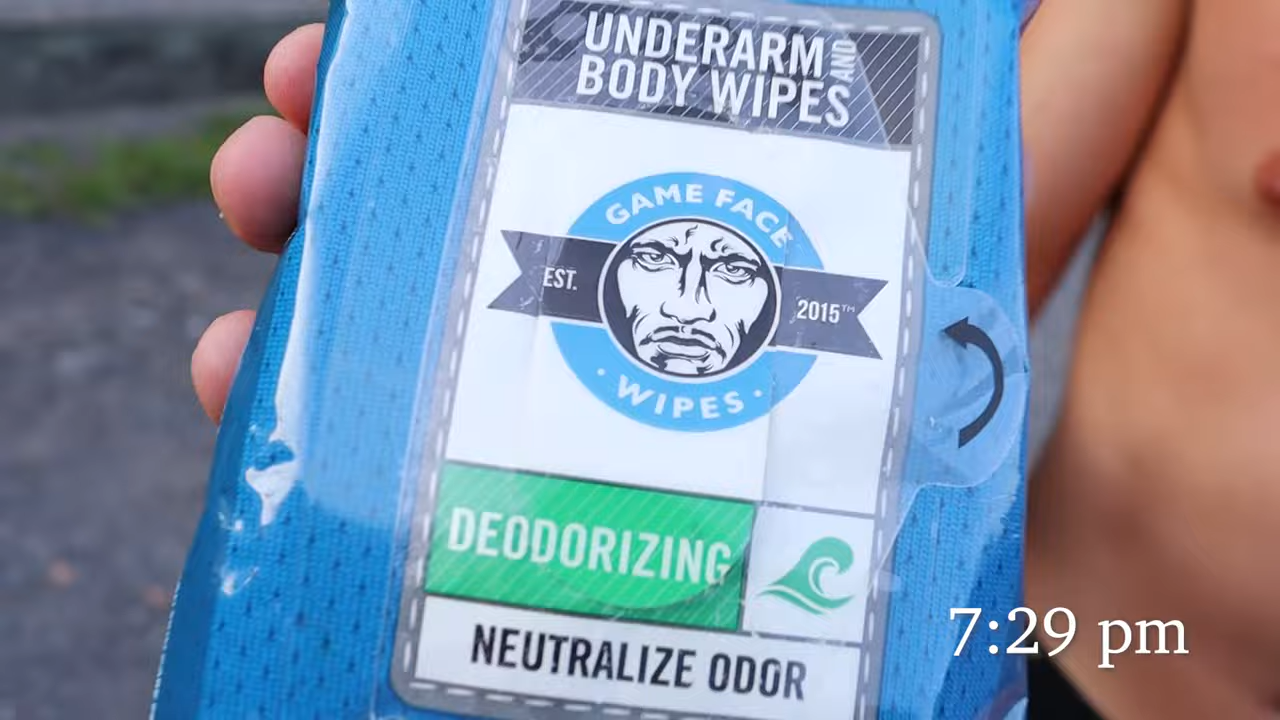 UNDERARM AND
BODY WIPES
GAME FACE
EST.
2015™
· WIPES ·
DEODORIZING
NEUTRALIZE ODOR
7:29 pm